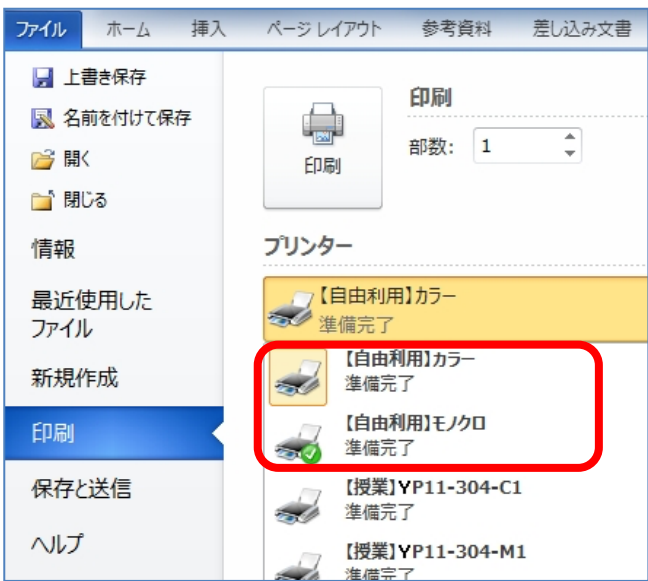 ファイル ホーム 挿入 ページ レイアウト 参考資料 差し込み文書
上書き保存
名前を付けて保存
開く
閉じる
情報
最近使用した
ファイル
新規作成
印刷
保存と送信
ヘルプ
印刷
印刷
部数: 1
プリンター
【自由利用】カラー
準備完了
【自由利用】カラー
準備完了
【自由利用】モノクロ
準備完了
【授業】YP11-304-C1
準備完了
【授業】YP11-304-M1
準備完了